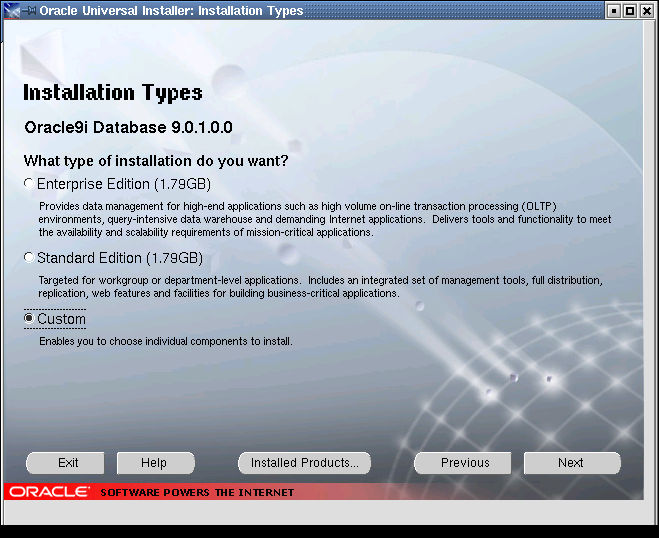 Oracle Universal Installer: Installation Types
Installation Types
Oracle9i Database 9.0.1.0.0
What type of installation do you want?
Enterprise Edition (1.79GB)
Provides data management for high-end applications such as high volume on-line transaction processing (OLTP)
environments, query-intensive data warehouse and demanding Internet applications. Delivers tools and functionality to meet
the availability and scalability requirements of mission-critical applications.
Standard Edition (1.79GB)
Targeted for workgroup or department-level applications. Includes an integrated set of management tools, full distribution,
replication, web features and facilities for building business-critical applications.
Custom
Enables you to choose individual components to install.
Exit Help Installed Products... Previous Next
ORACLE SOFTWARE POWERS THE INTERNET